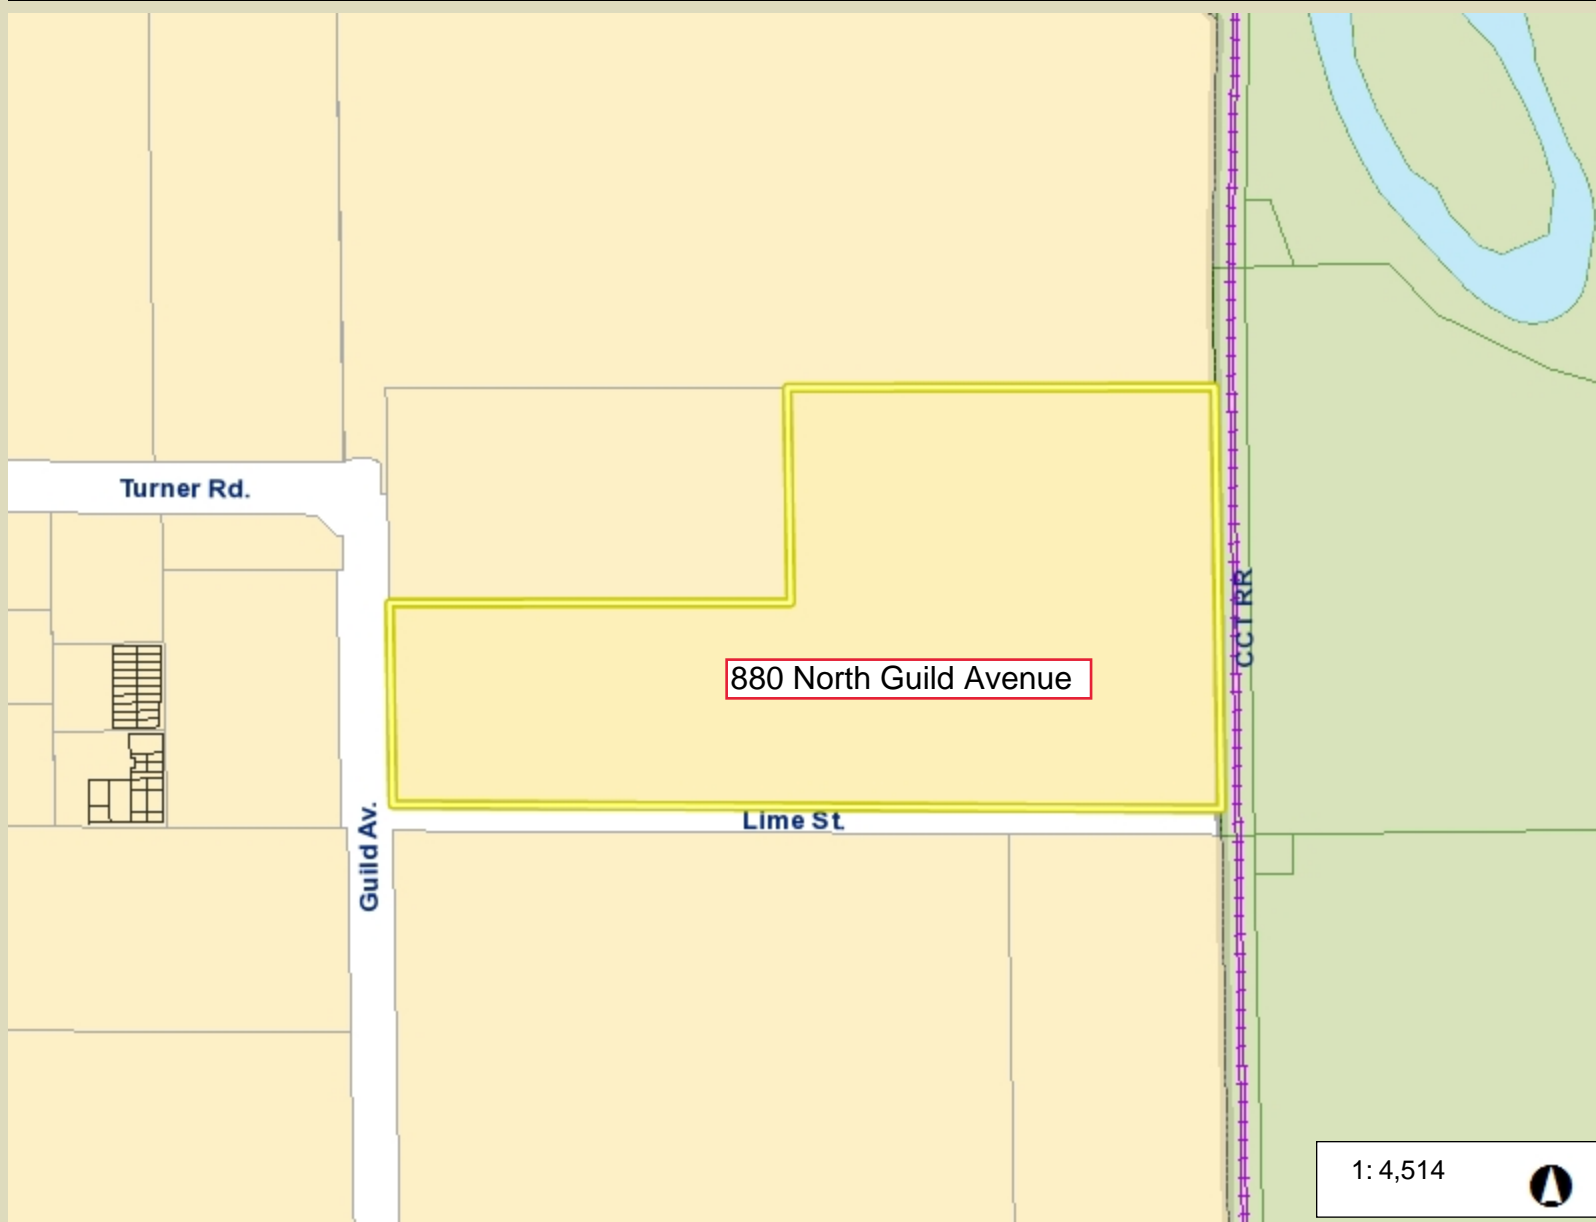 Turner Rd.
CCT RR
880 North Guild Avenue
Lime St.
Guild Av.
1: 4,514